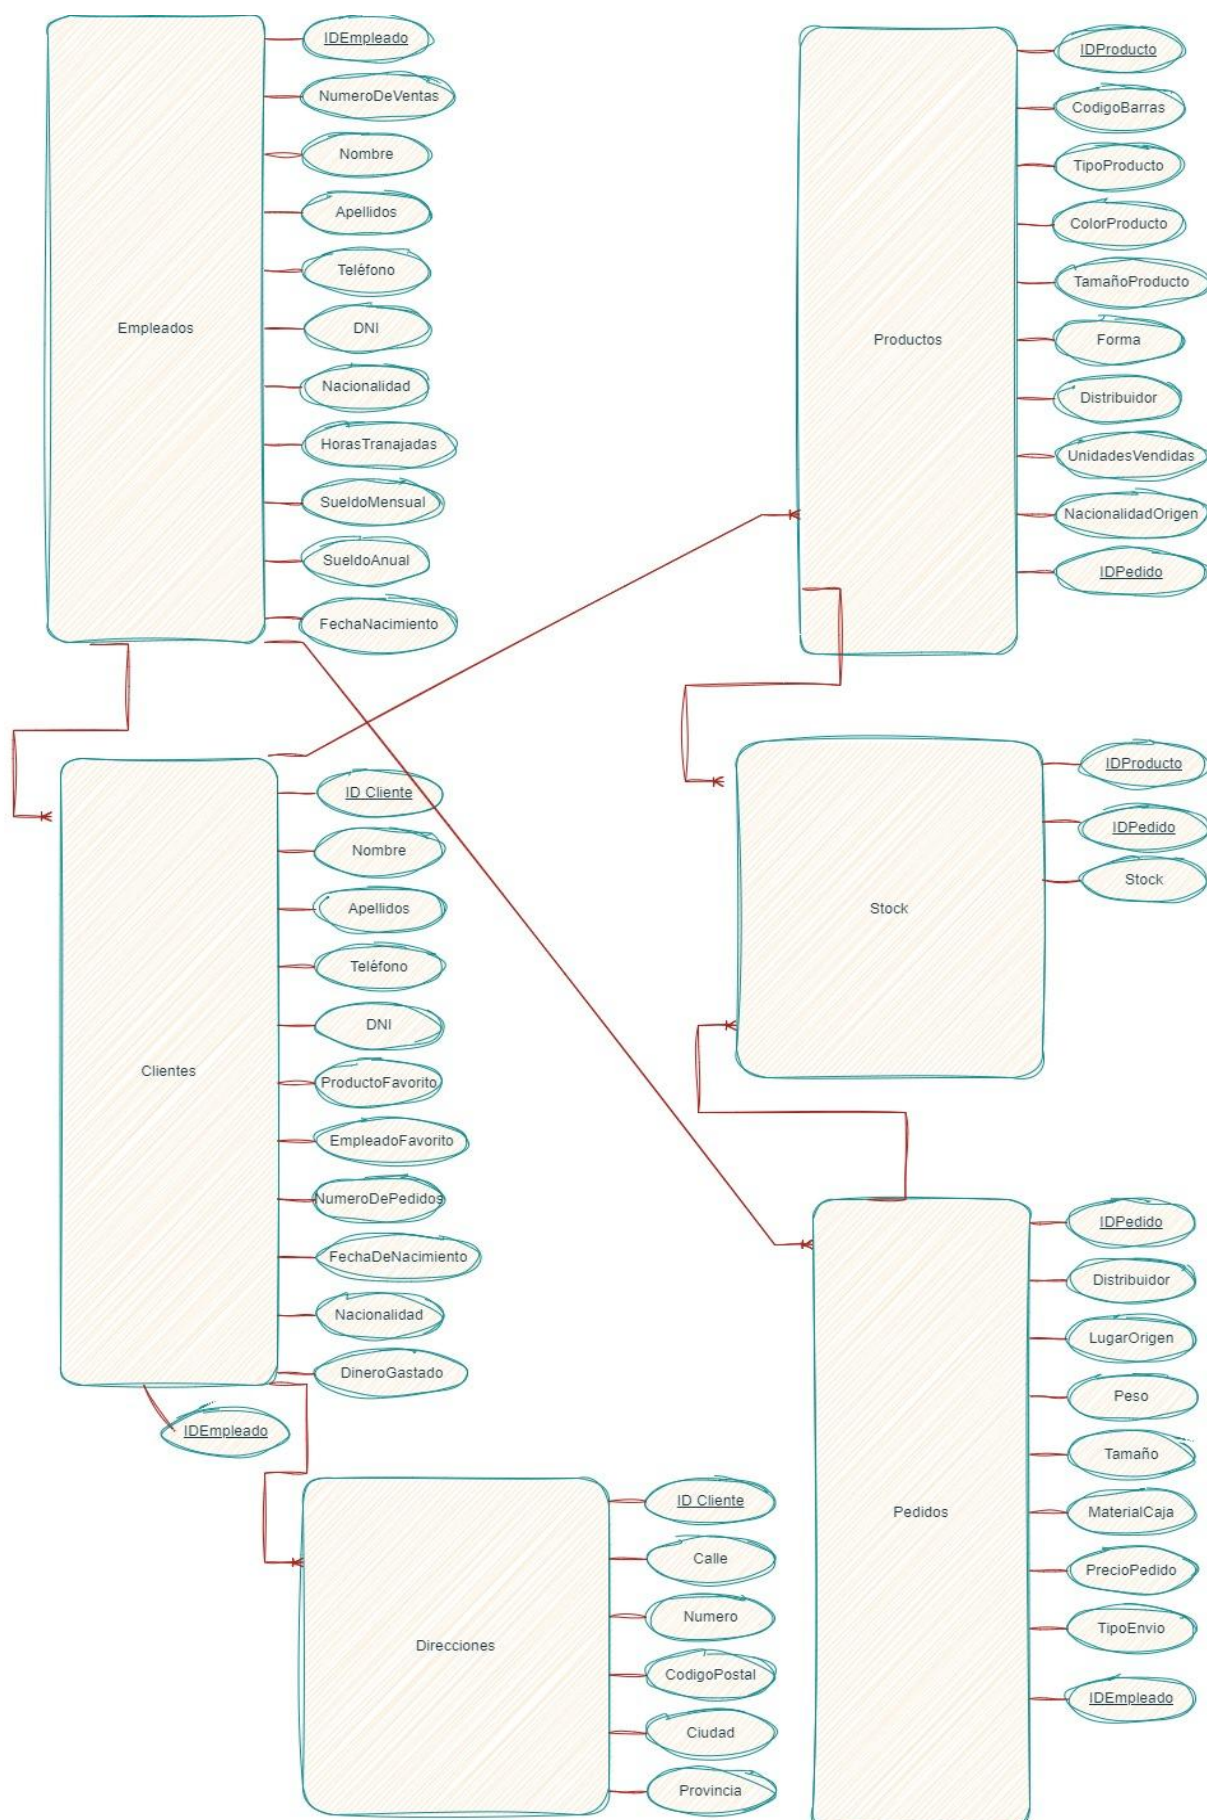 Empleados
IDEmpleado
NumeroDeVentas
Nombre
Apellidos
Teléfono
DNI
Nacionalidad
HorasTranajadas
SueldoMensual
SueldoAnual
FechaNacimiento
Productos
IDProducto
CodigoBarras
TipoProducto
ColorProducto
TamañoProducto
Forma
Distribuidor
UnidadesVendidas
NacionalidadOrigen
IDPedido
Clientes
ID Cliente
Nombre
Apellidos
Teléfono
DNI
ProductoFavorito
EmpleadoFavorito
NumeroDePedidos
FechaDeNacimiento
Nacionalidad
DineroGastado
IDEmpleado
Stock
IDProducto
IDPedido
Stock
Direcciones
ID Cliente
Calle
Numero
CodigoPostal
Ciudad
Provincia
Pedidos
IDPedido
Distribuidor
LugarOrigen
Peso
Tamaño
MaterialCaja
PrecioPedido
TipoEnvio
IDEmpleado